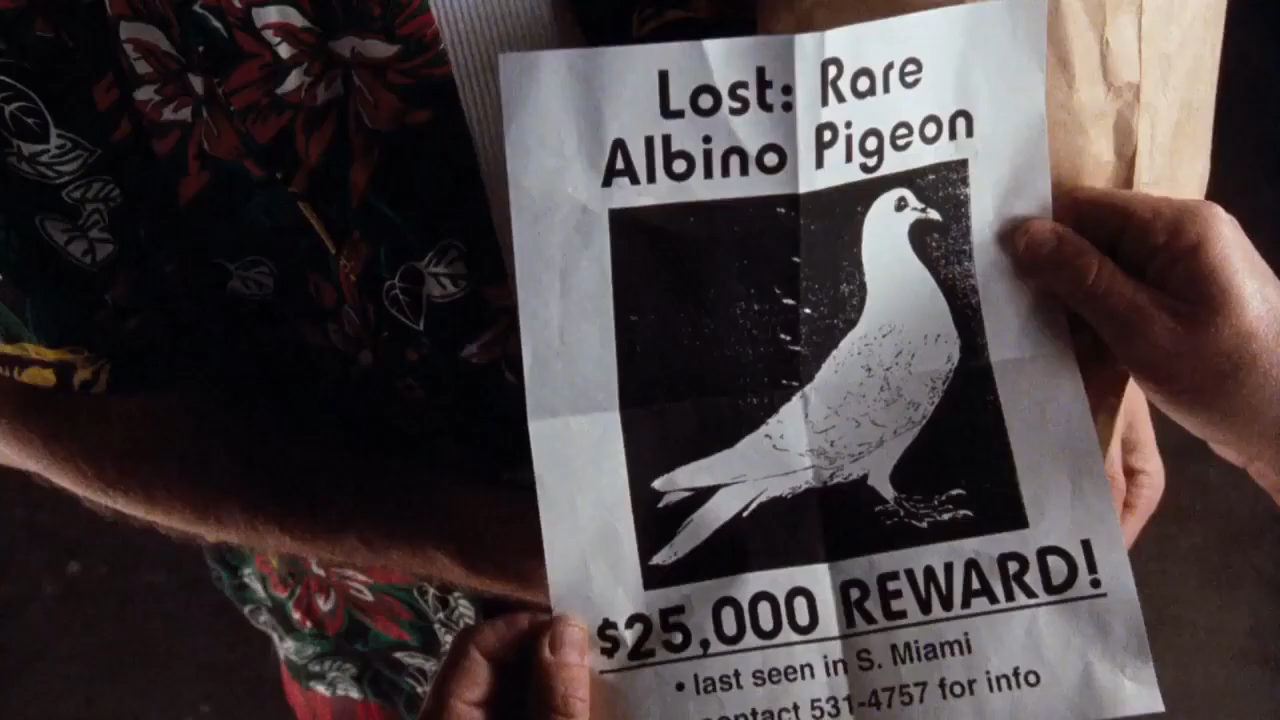 Lost: Rare
Albino Pigeon
$25,000 REWARD!
• last seen in S. Miami
contact 531-4757 for info